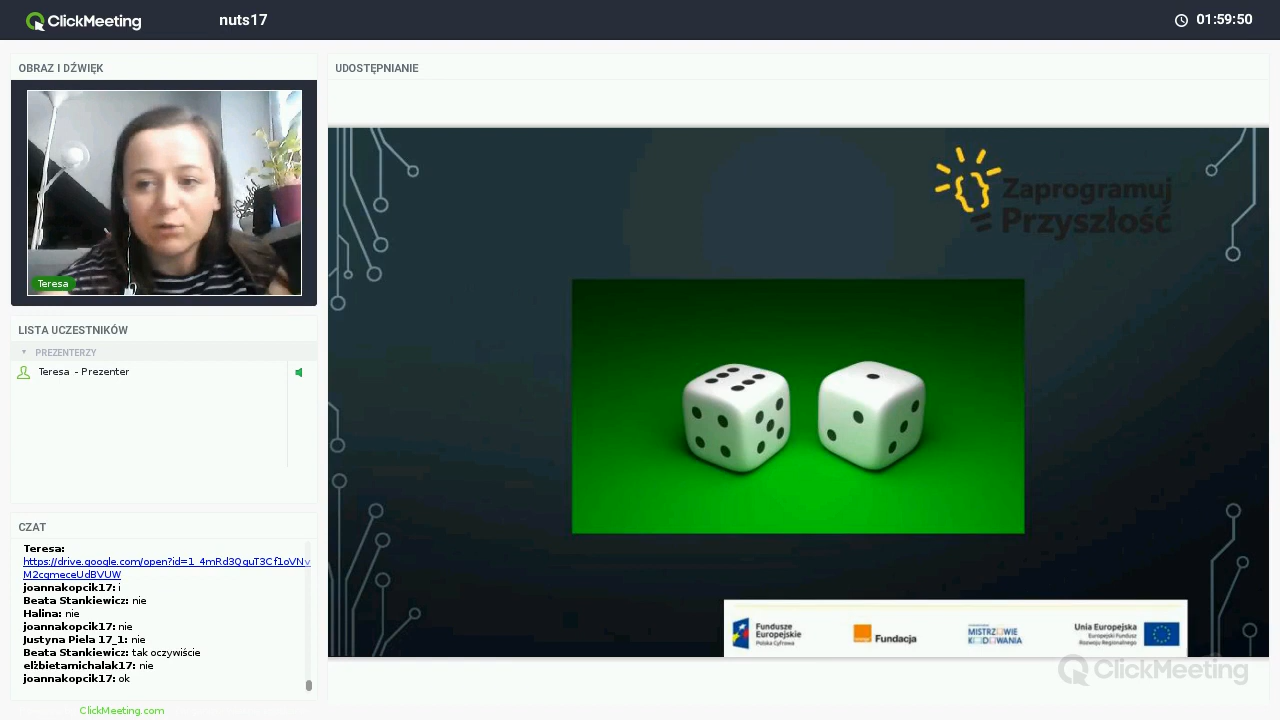 ClickMeeting
nuts17
01:59:50
OBRAZ I DŹWIĘK
Teresa
LISTA UCZESTNIKÓW
PREZENTERZY
Teresa - Prezenter
CZAT
Teresa:
https://drive.google.com/open?id=1_4mRd3QguT3Cf1oVNy
M2cgmeceUdBVUW
joannakopcik17: i
Beata Stankiewicz: nie
Halina: nie
joannakopcik17: nie
Justyna Piela 17_1: nie
Beata Stankiewicz: tak oczywiście
elżbietamichalak17: nie
joannakopcik17: ok
ClickMeeting.com
UDOSTĘPNIANIE
Zaprogramuj
Przyszłość
Fundusze
Europejskie
Polska Cyfrowa
Fundacja
MISTRZOWIE
KODOWANIA
Unia Europejska
Europejski Fundusz
Rozwoju Regionalnego
ClickMeeting